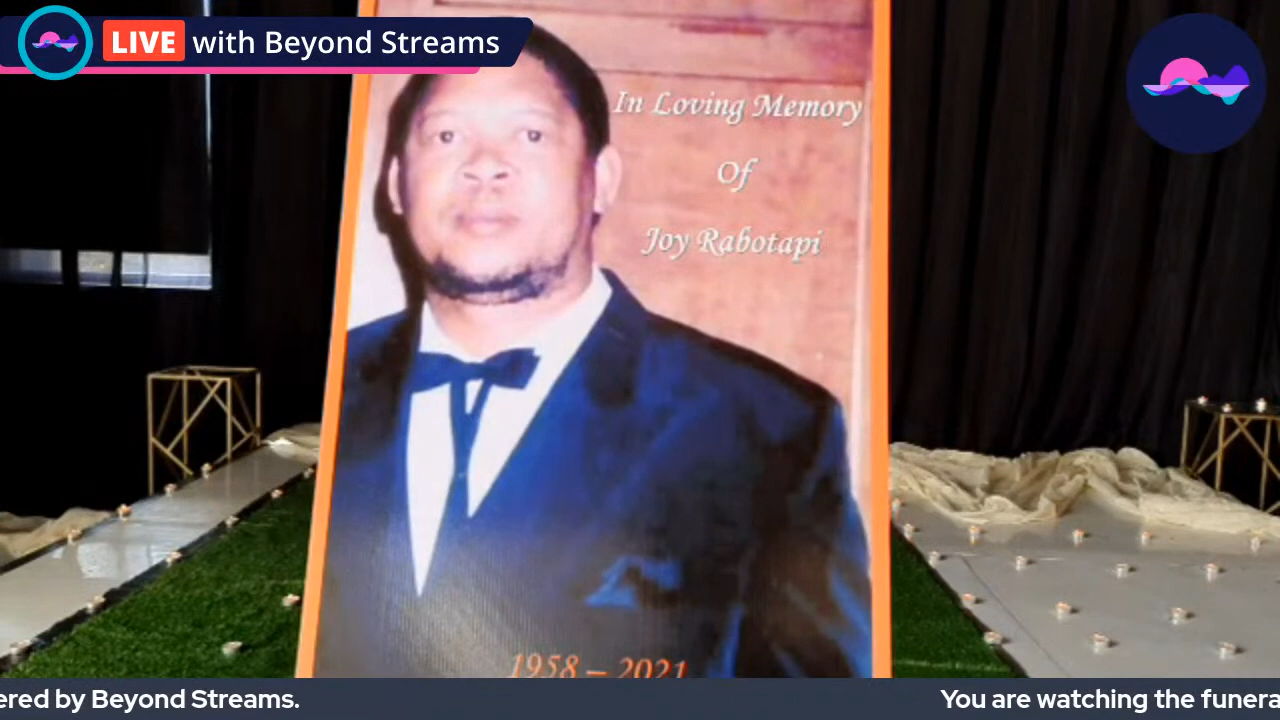 LIVE with Beyond Streams
In Loving Memory
Of
Joy Rabotapi
1958 – 2021
ered by Beyond Streams.
You are watching the funera